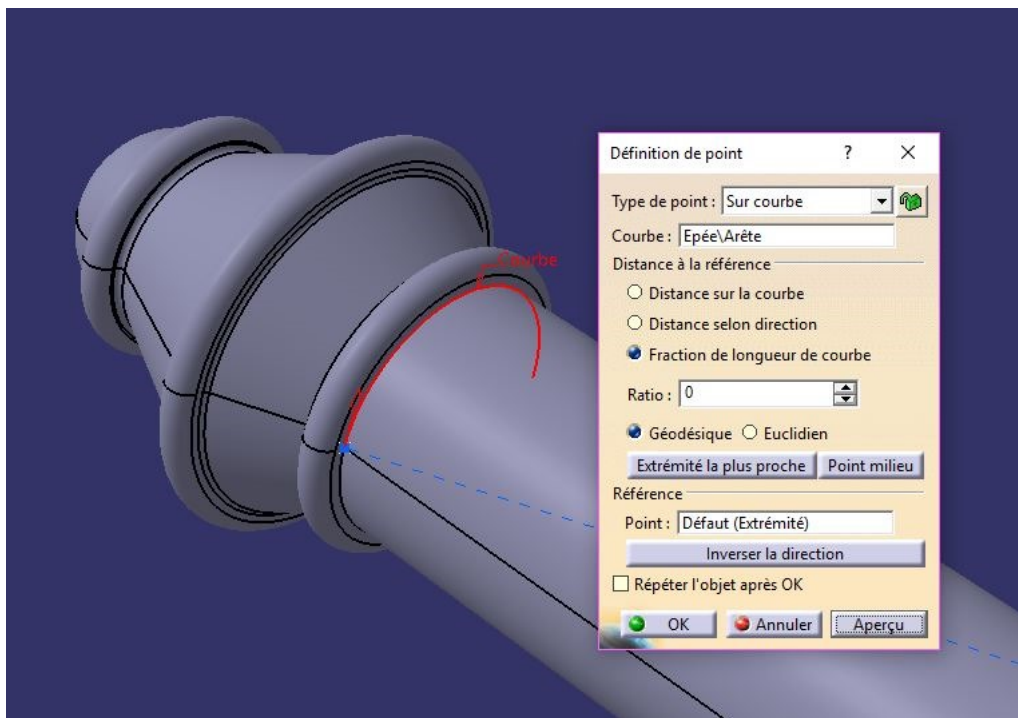 Courbe
Définition de point ?
Type de point : Sur courbe
Courbe : Epée\Arête
Distance à la référence
Distance sur la courbe
Distance selon direction
Fraction de longueur de courbe
Ratio : 0
Géodésique Euclidien
Extrémité la plus proche Point milieu
Référence
Point : Défaut (Extrémité)
Inverser la direction
Répéter l'objet après OK
OK Annuler Aperçu